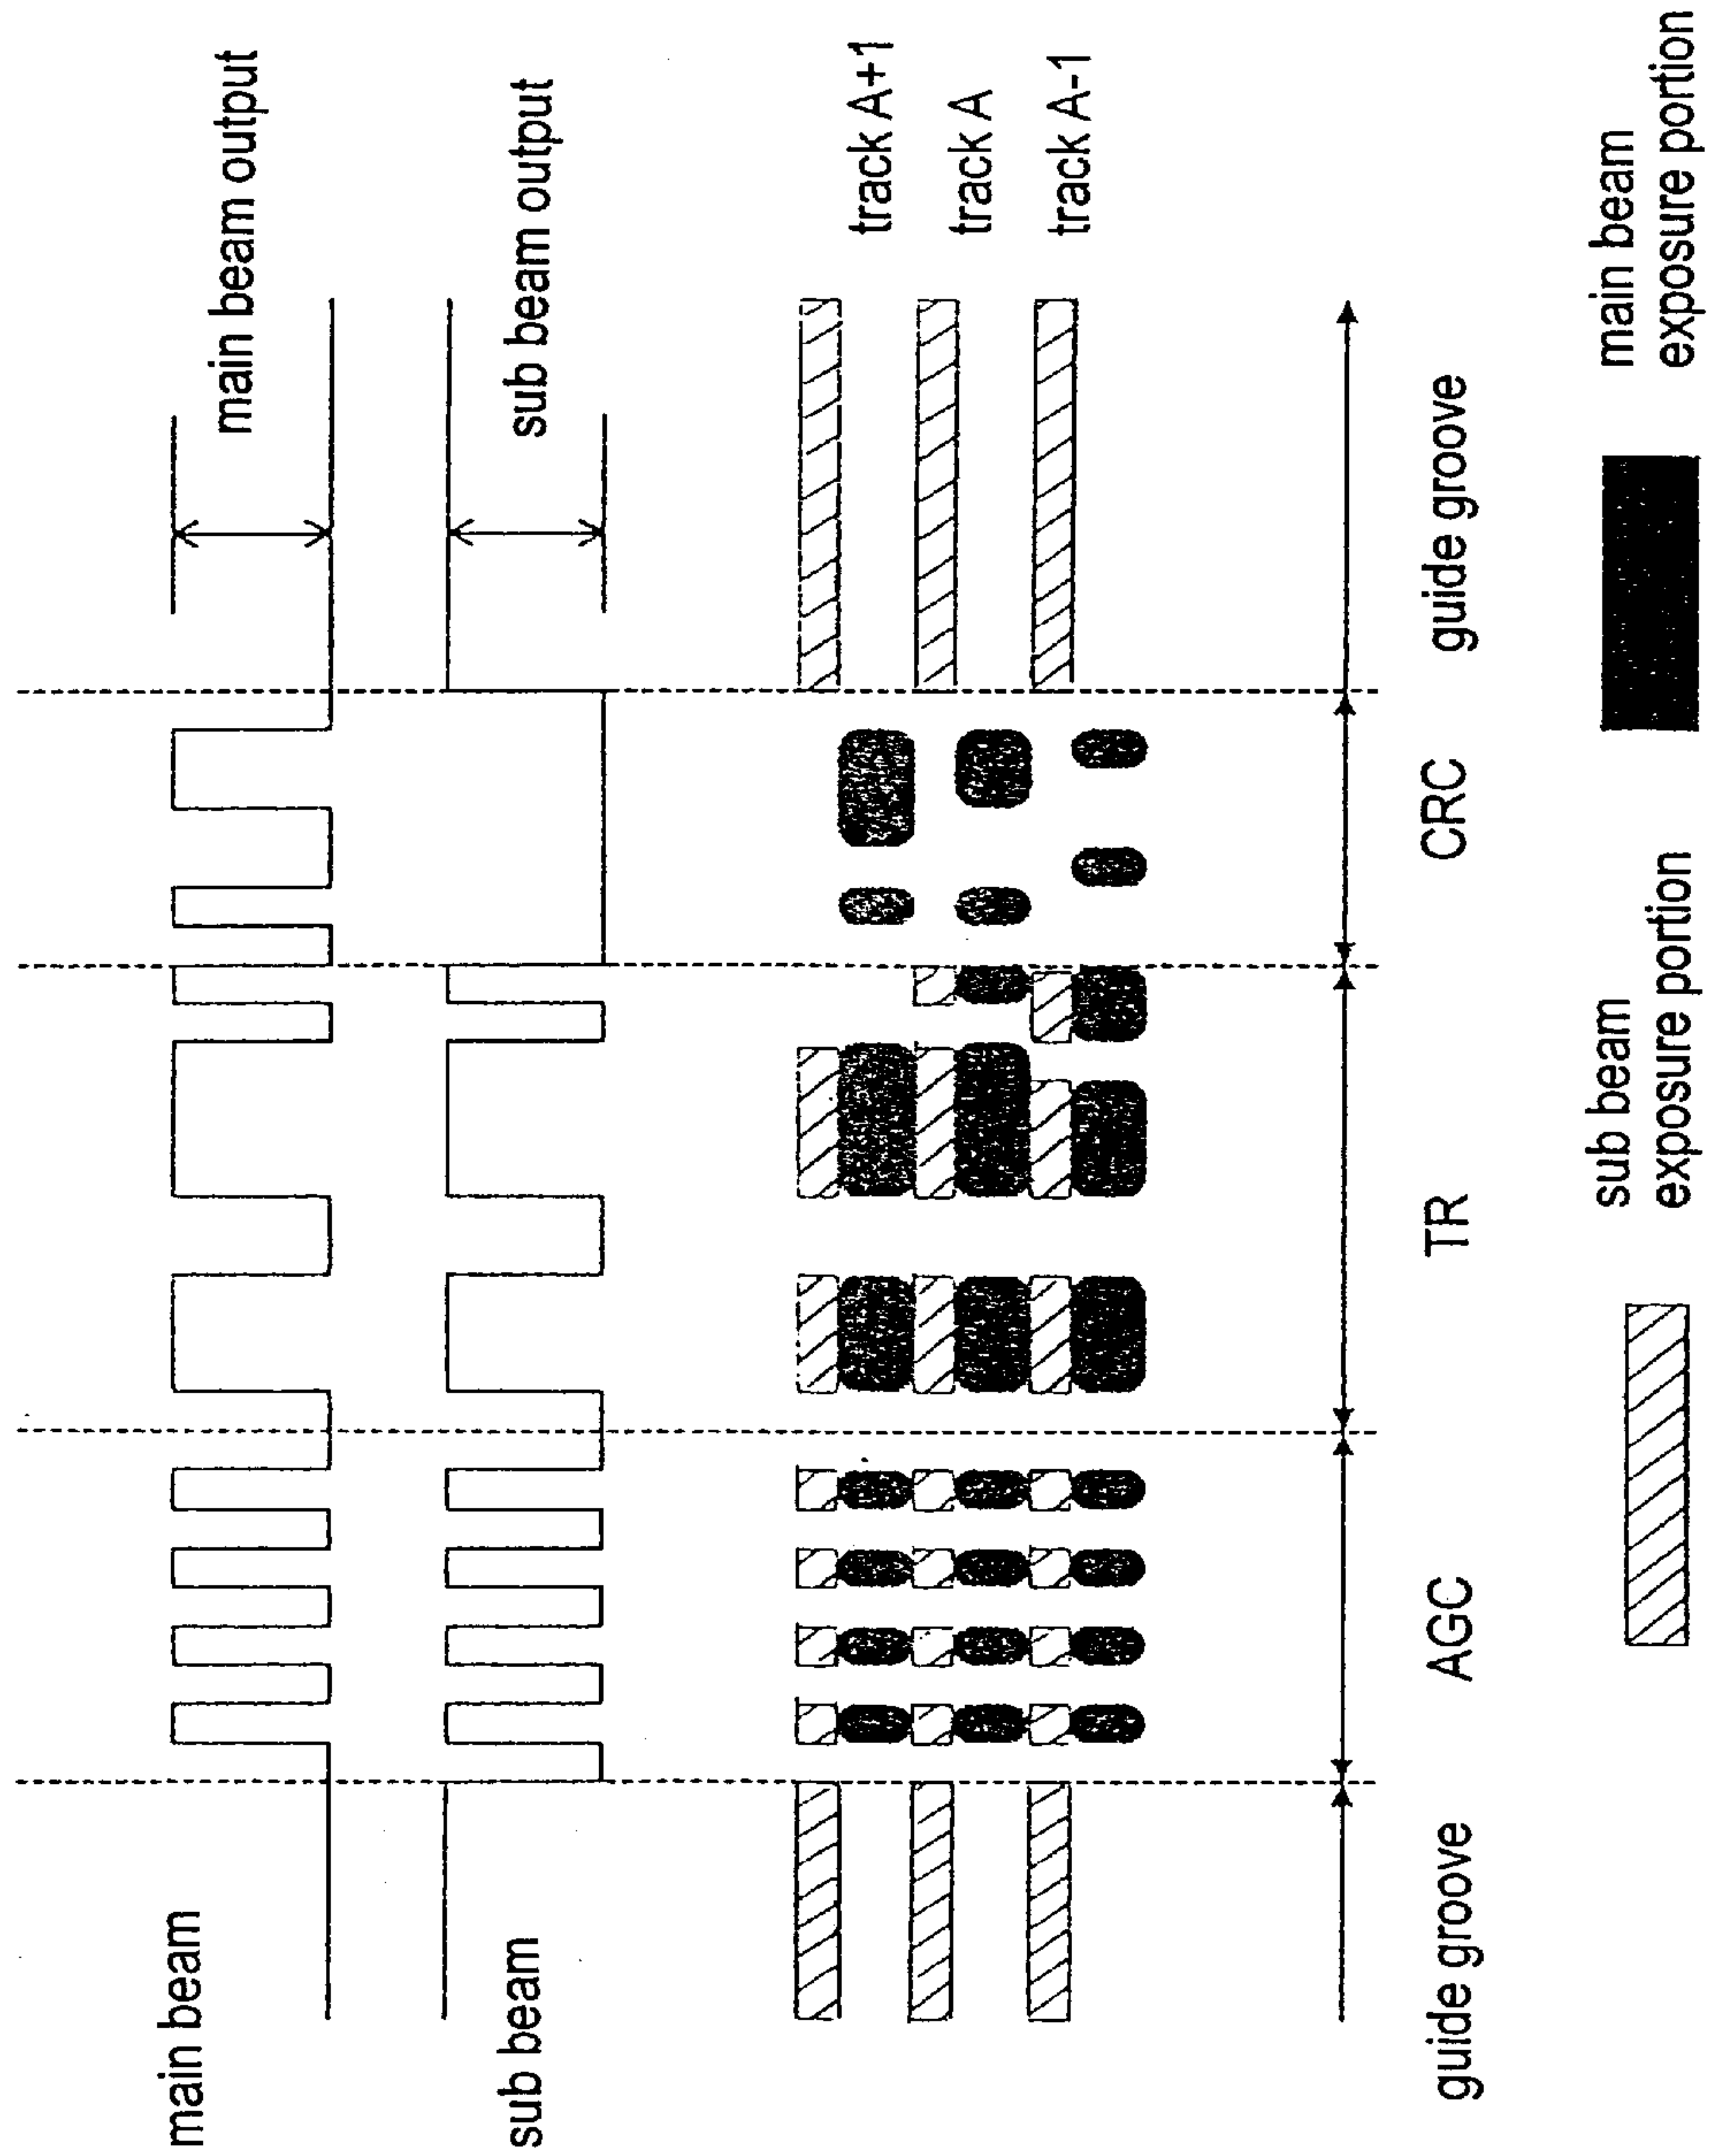 main beam
main beam output
sub beam
sub beam output
track A+1
track A
track A-1
guide groove
AGC
TR
CRC
guide groove
sub beam
exposure portion
main beam
exposure portion